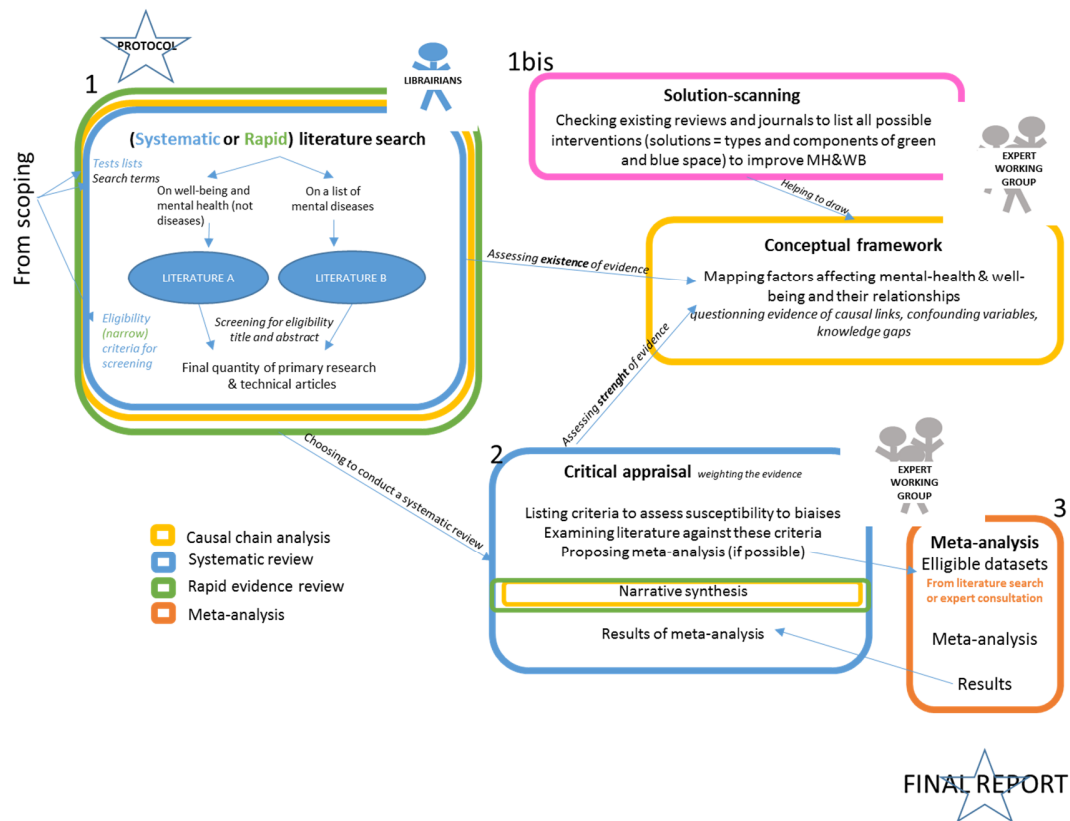 PROTOCOL
1
LIBRAIRIANS
(Systematic or Rapid) literature search
From scoping
Tests lists
Search terms
On well-being and
mental health (not
diseases)
On a list of
mental diseases
LITERATURE A
LITERATURE B
Eligibility
(narrow)
criteria for
screening
Screening for eligibility
title and abstract
Final quantity of primary research
& technical articles
1bis
Solution-scanning
Checking existing reviews and journals to list all possible
interventions (solutions = types and components of green
and blue space) to improve MH&WB
EXPERT
WORKING
GROUP
Helping to draw
Assessing existence of evidence
Conceptual framework
Mapping factors affecting mental-health & well-
being and their relationships
questionning evidence of causal links, confounding variables,
knowledge gaps
Assessing strenght of evidence
Choosing to conduct a systematic review
2
Critical appraisal weighting the evidence
EXPERT
WORKING
GROUP
Listing criteria to assess susceptibility to biaises
Examining literature against these criteria
Proposing meta-analysis (if possible)
Narrative synthesis
Results of meta-analysis
3
Meta-analysis
Elligible datasets
From literature search
or expert consultation
Meta-analysis
Results
Causal chain analysis
Systematic review
Rapid evidence review
Meta-analysis
FINAL REPORT